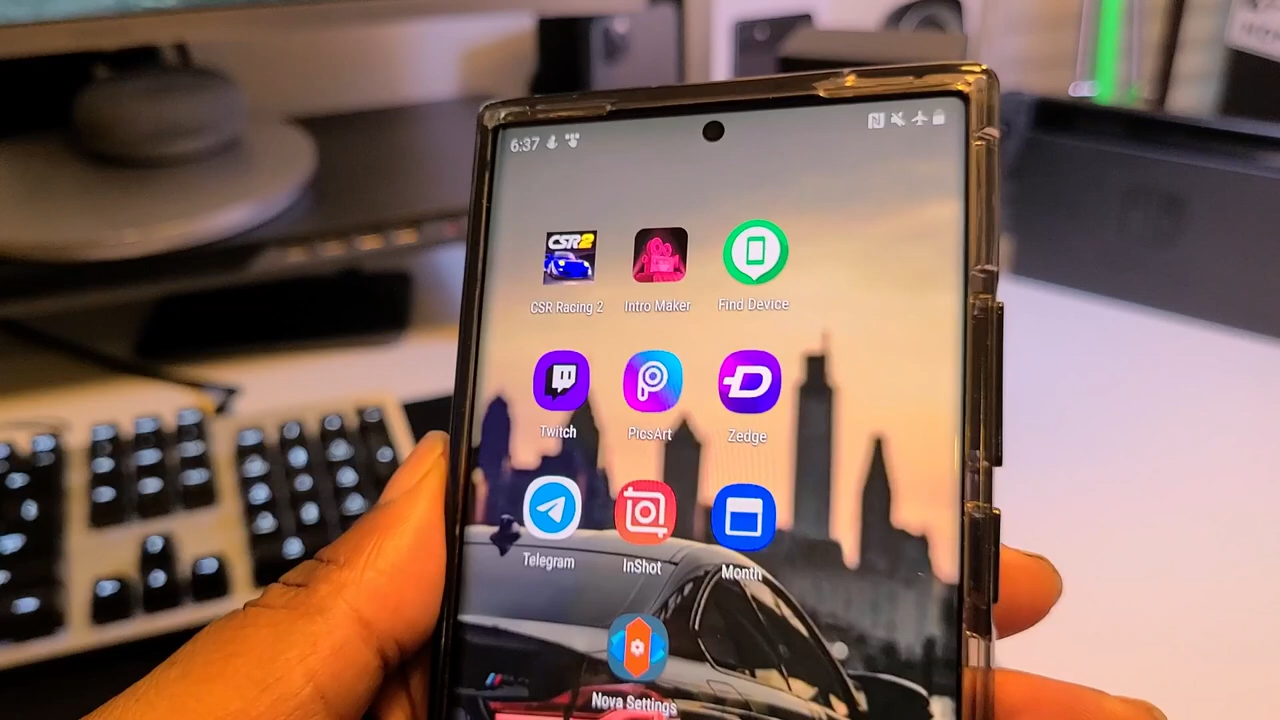 6:37
CSR2
CSR Racing 2
Intro Maker
Find Device
Twitch
PicsArt
Zedge
Telegram
InShot
Month
Nova Settings